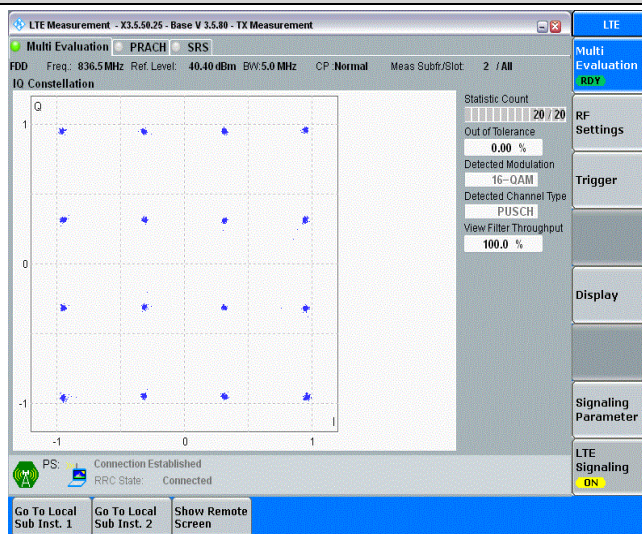 LTE Measurement - X3.5.50.25 - Base V 3.5.80 - TX Measurement
LTE
Multi Evaluation PRACH SRS
FDD Freq.: 836.5 MHz Ref. Level: 40.40 dBm BW:5.0 MHz CP :Normal Meas Subfr./Slot: 2 / All
IQ Constellation
Q
1
0
-1
I
-1 0 1
Statistic Count
20 / 20
Out of Tolerance
0.00 %
Detected Modulation
16-QAM
Detected Channel Type
PUSCH
View Filter Throughput
100.0 %
Multi
Evaluation
RDY
RF
Settings
Trigger
Display
Signaling
Parameter
LTE
Signaling
ON
PS: Connection Established
RRC State: Connected
Go To Local
Sub Inst. 1
Go To Local
Sub Inst. 2
Show Remote
Screen